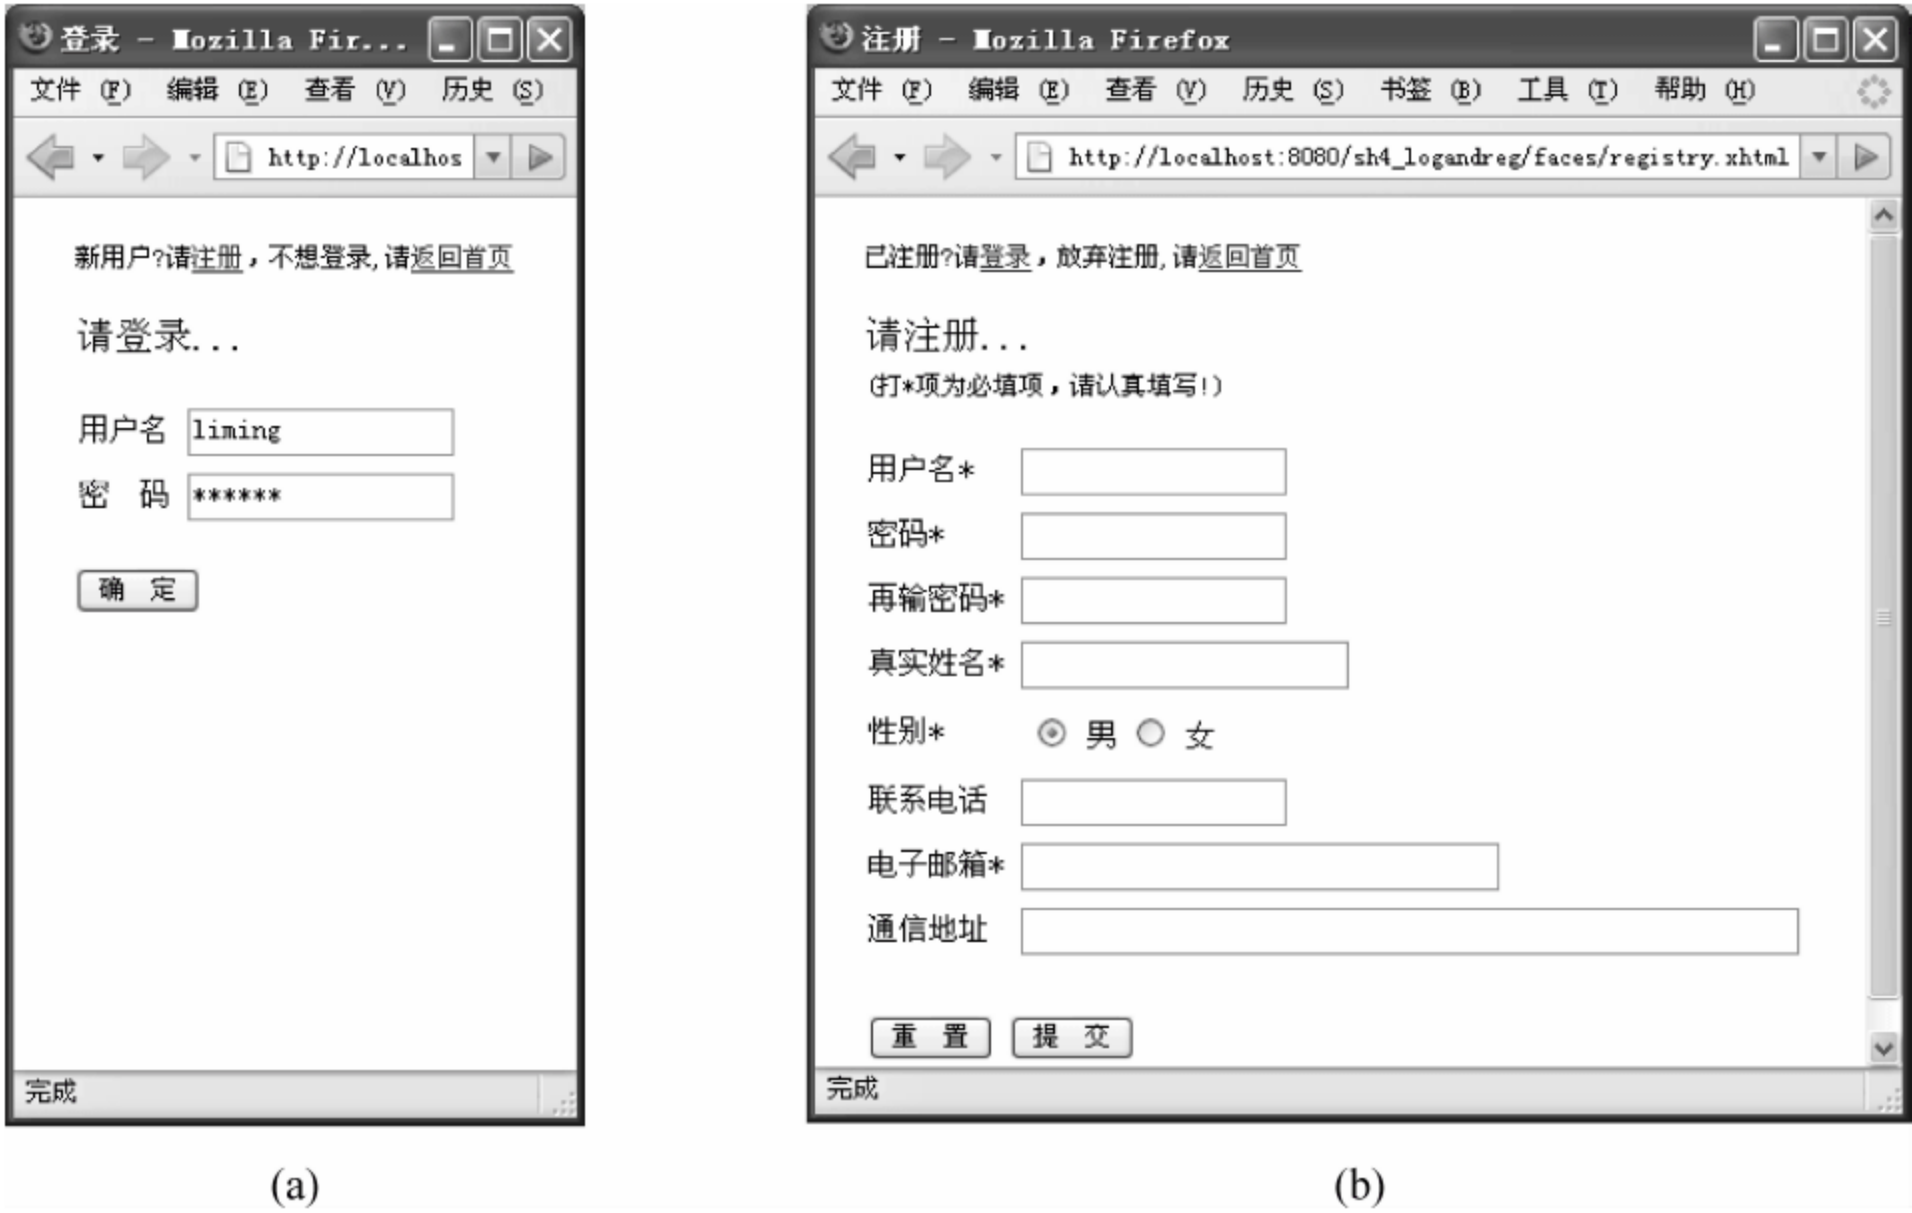 登录 - Mozilla Fir...
文件 (F) 编辑 (E) 查看 (V) 历史 (S)
http://localhos
新用户?请注册，不想登录,请返回首页
请登录...
用户名 liming
密 码 ******
确 定
完成
(a)
注册 - Mozilla Firefox
文件 (F) 编辑 (E) 查看 (V) 历史 (S) 书签 (B) 工具 (T) 帮助 (H)
http://localhost:8080/sh4_logandreg/faces/registry.xhtml
已注册?请登录，放弃注册,请返回首页
请注册...
(打*项为必填项，请认真填写!)
用户名*
密码*
再输密码*
真实姓名*
性别* 男 女
联系电话
电子邮箱*
通信地址
重 置 提 交
完成
(b)